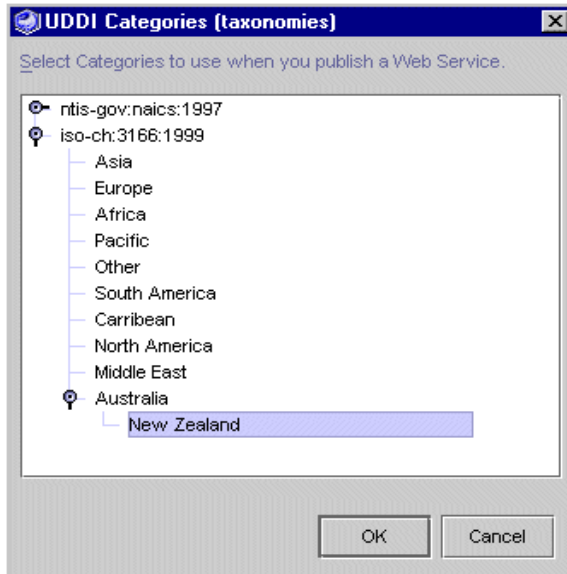 UDDI Categories (taxonomies)
Select Categories to use when you publish a Web Service.
ntis-gov:naics:1997
iso-ch:3166:1999
Asia
Europe
Africa
Pacific
Other
South America
Carribean
North America
Middle East
Australia
New Zealand
OK Cancel